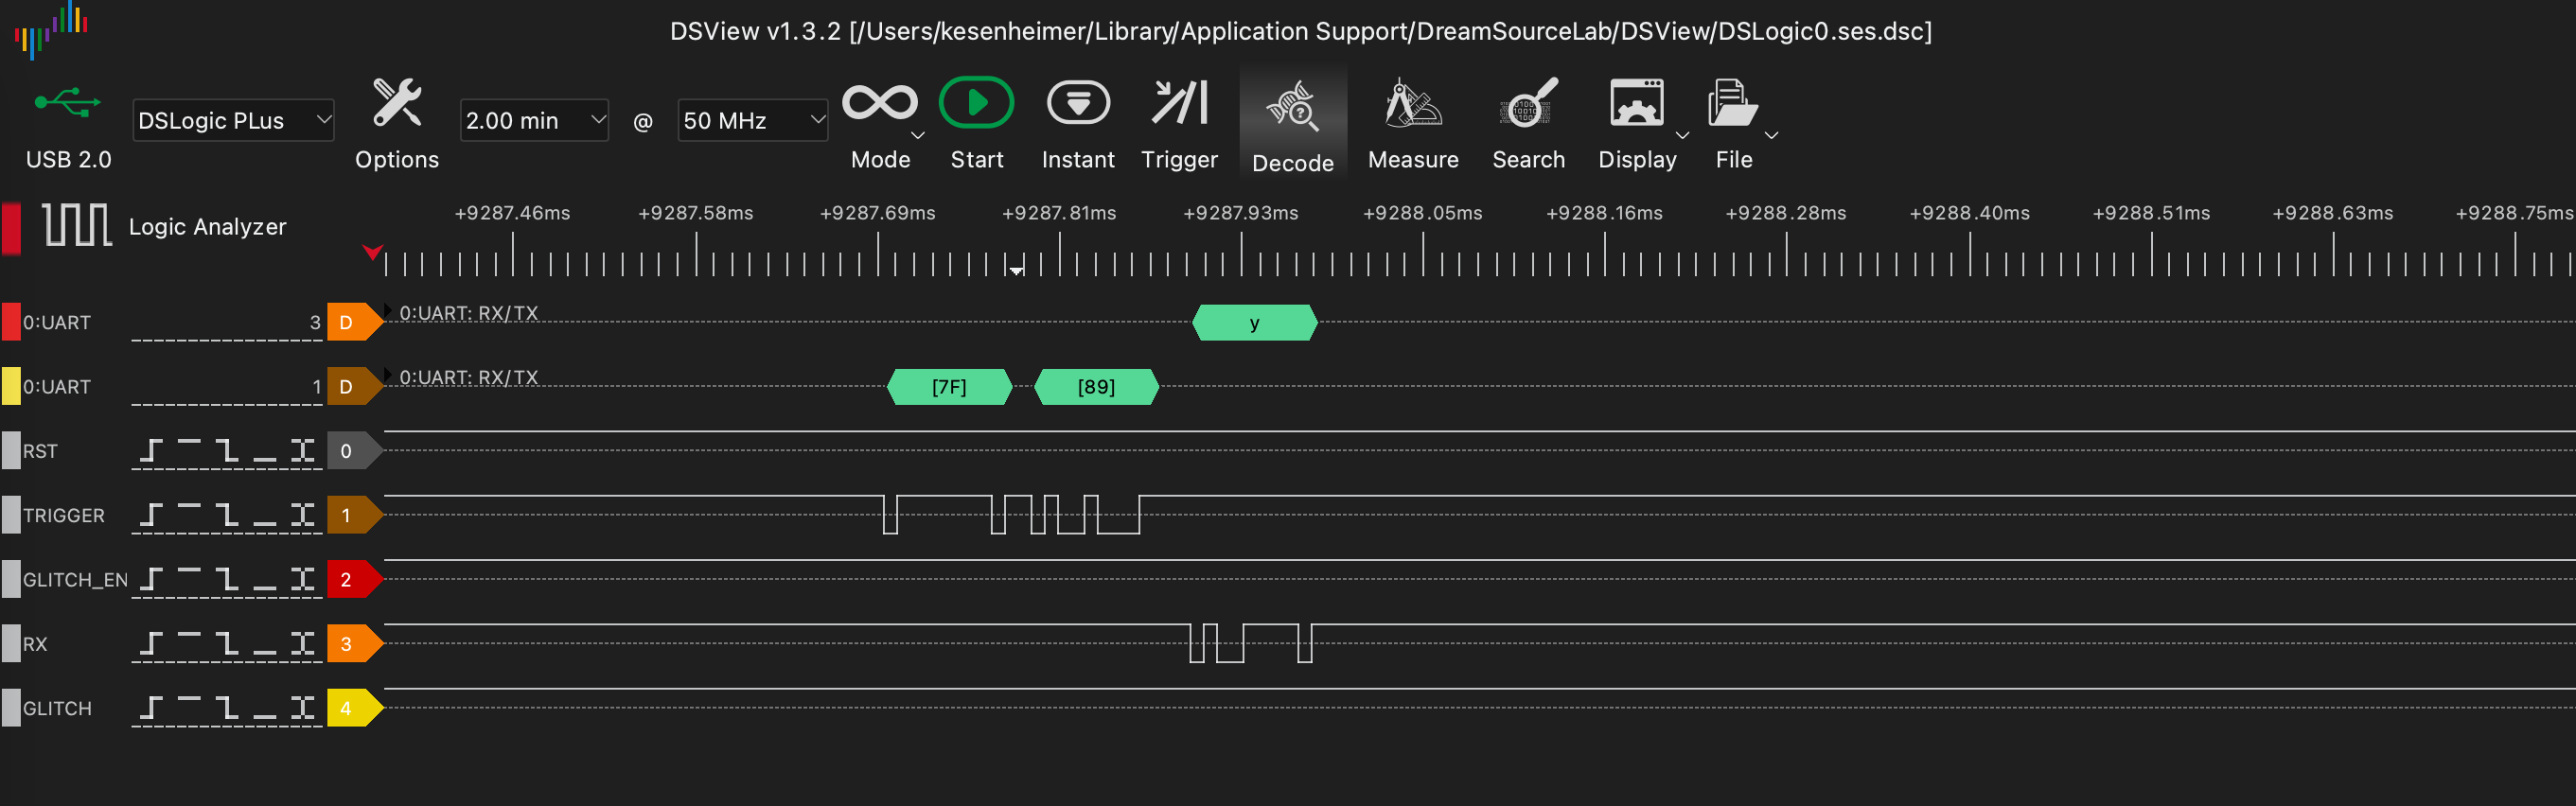 DSView v1.3.2 [/Users/kesenheimer/Library/Application Support/DreamSourceLab/DSView/DSLogic0.ses.dsc]
USB 2.0
DSLogic PLus
Options
2.00 min
@
50 MHz
Mode
Start
Instant
Trigger
Decode
Measure
Search
Display
File
Logic Analyzer
+9287.46ms +9287.58ms +9287.69ms +9287.81ms +9287.93ms +9288.05ms +9288.16ms +9288.28ms +9288.40ms +9288.51ms +9288.63ms +9288.75ms
0:UART 3 D 0:UART: RX/TX y
0:UART 1 D 0:UART: RX/TX [7F] [89]
RST 0
TRIGGER 1
GLITCH_EN 2
RX 3
GLITCH 4